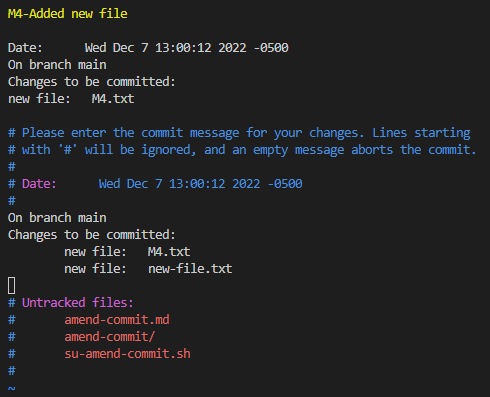 M4-Added new file
Date:      Wed Dec 7 13:00:12 2022 -0500
On branch main
Changes to be committed:
new file:   M4.txt
# Please enter the commit message for your changes. Lines starting
# with '#' will be ignored, and an empty message aborts the commit.
#
# Date:      Wed Dec 7 13:00:12 2022 -0500
#
On branch main
Changes to be committed:
        new file:   M4.txt
        new file:   new-file.txt
# Untracked files:
#       amend-commit.md
#       amend-commit/
#       su-amend-commit.sh
#
~